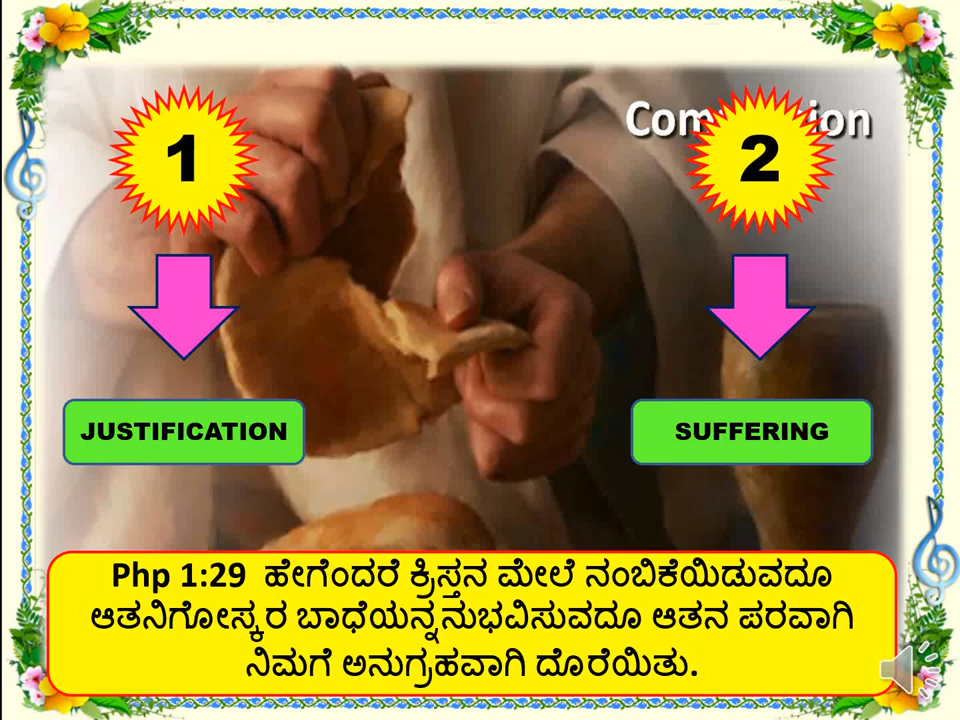 1
2
JUSTIFICATION
SUFFERING
Php 1:29 ಹೇಗೆಂದರೆ ಕ್ರಿಸ್ತನ ಮೇಲೆ ನಂಬಿಕೆಯಿಡುವದೂ
ಆತನಿಗೋಸ್ಕರ ಬಾಧೆಯನ್ನನುಭವಿಸುವದೂ ಆತನ ಪರವಾಗಿ
ನಿಮಗೆ ಅನುಗ್ರಹವಾಗಿ ದೊರೆಯಿತು.